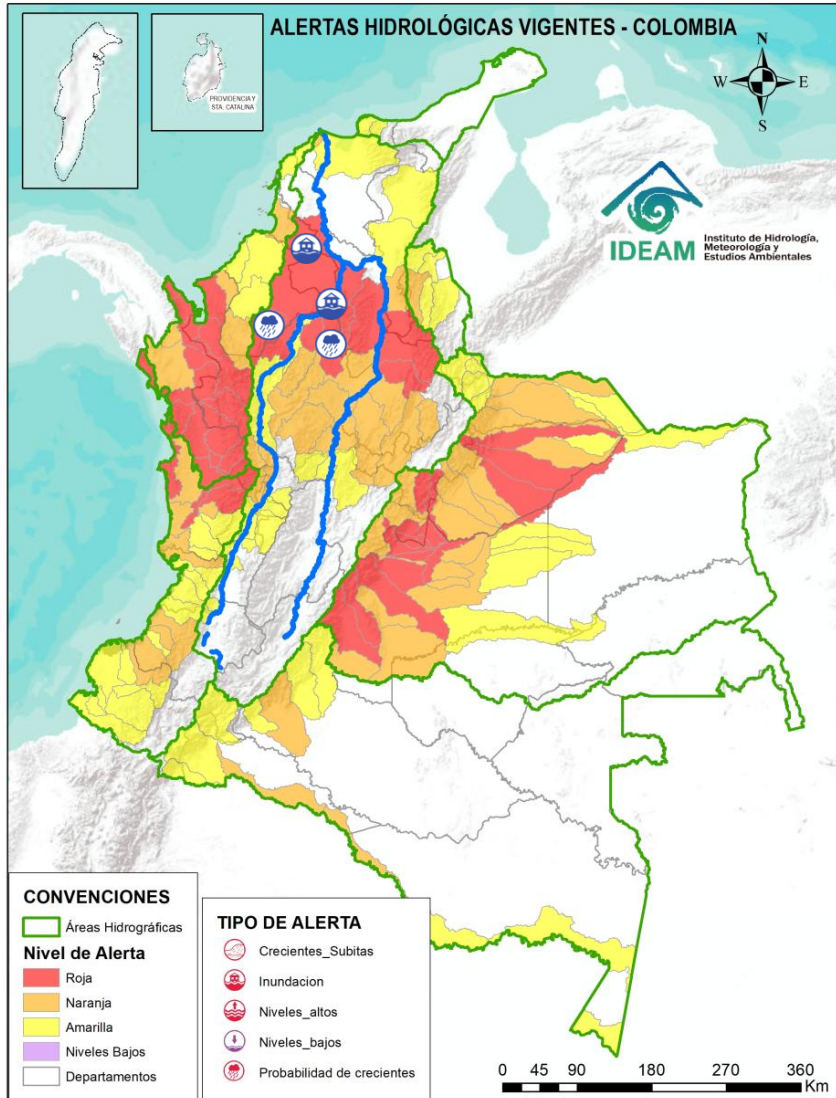 ALERTAS HIDROLÓGICAS VIGENTES - COLOMBIA
PROVIDENCIA Y
STA. CATALINA
N
W
E
S
IDEAM
Instituto de Hidrología,
Meteorología y
Estudios Ambientales
CONVENCIONES
Áreas Hidrográficas
Nivel de Alerta
Roja
Naranja
Amarilla
Niveles Bajos
Departamentos
TIPO DE ALERTA
Crecientes_Subitas
Inundacion
Niveles_altos
Niveles_bajos
Probabilidad de crecientes
0 45 90 180 270 360
Km